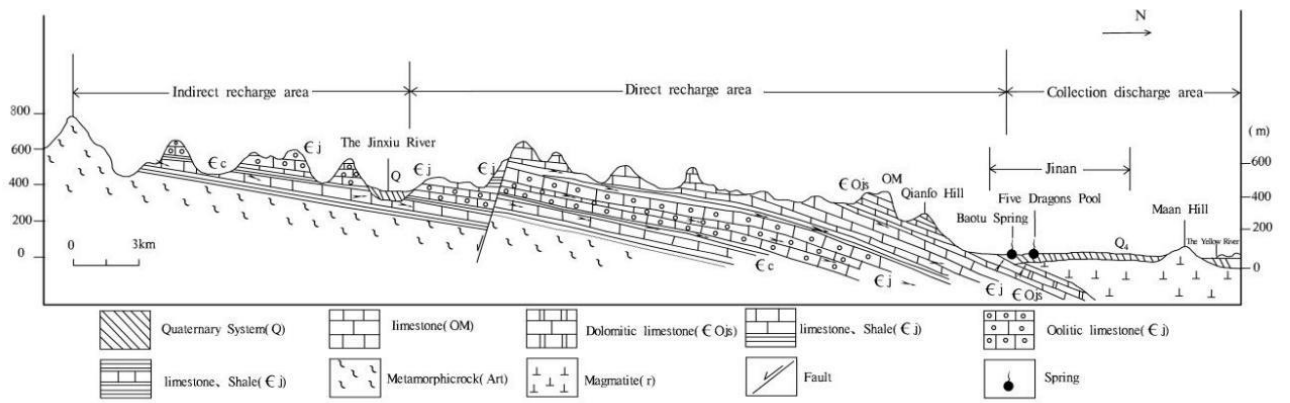 N
Indirect recharge area
Direct recharge area
Collection discharge area
800
600
400
200
0
(m)
600
400
200
0
The Jinxiu River
Є c
Є j
Q
Є j
Є j
Є Ojs
OM
Qianfo Hill
Jinan
Five Dragons Pool
Baotu Spring
Maan Hill
The Yellow River
Q4
0 3km
Є c
Є j
Є j
Є Ojs
Quaternary System(Q)
limestone(OM)
Dolomitic limestone(Є Ojs)
limestone、Shale(Є j)
Oolitic limestone(Є j)
limestone、Shale(Є j)
Metamorphicrock(Art)
Magmatite(r)
Fault
Spring